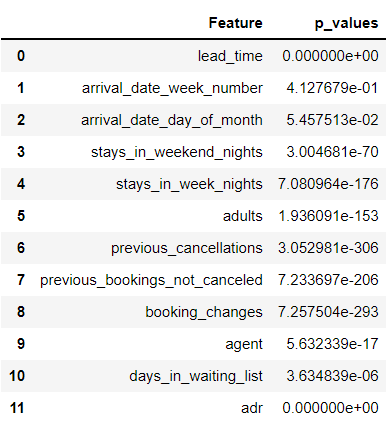 Feature p_values
0 lead_time 0.000000e+00
1 arrival_date_week_number 4.127679e-01
2 arrival_date_day_of_month 5.457513e-02
3 stays_in_weekend_nights 3.004681e-70
4 stays_in_week_nights 7.080964e-176
5 adults 1.936091e-153
6 previous_cancellations 3.052981e-306
7 previous_bookings_not_canceled 7.233697e-206
8 booking_changes 7.257504e-293
9 agent 5.632339e-17
10 days_in_waiting_list 3.634839e-06
11 adr 0.000000e+00